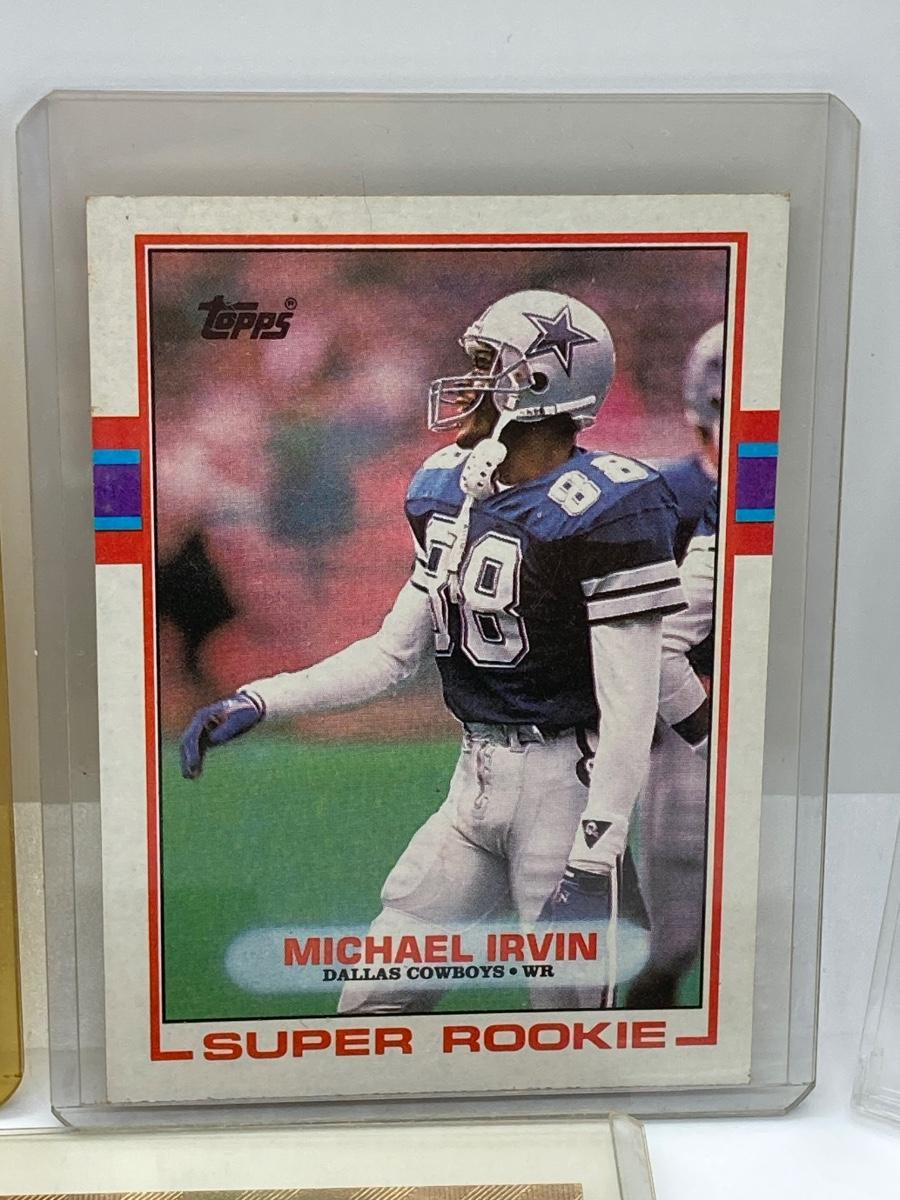 Topps®
88
88
MICHAEL IRVIN
DALLAS COWBOYS • WR
SUPER ROOKIE